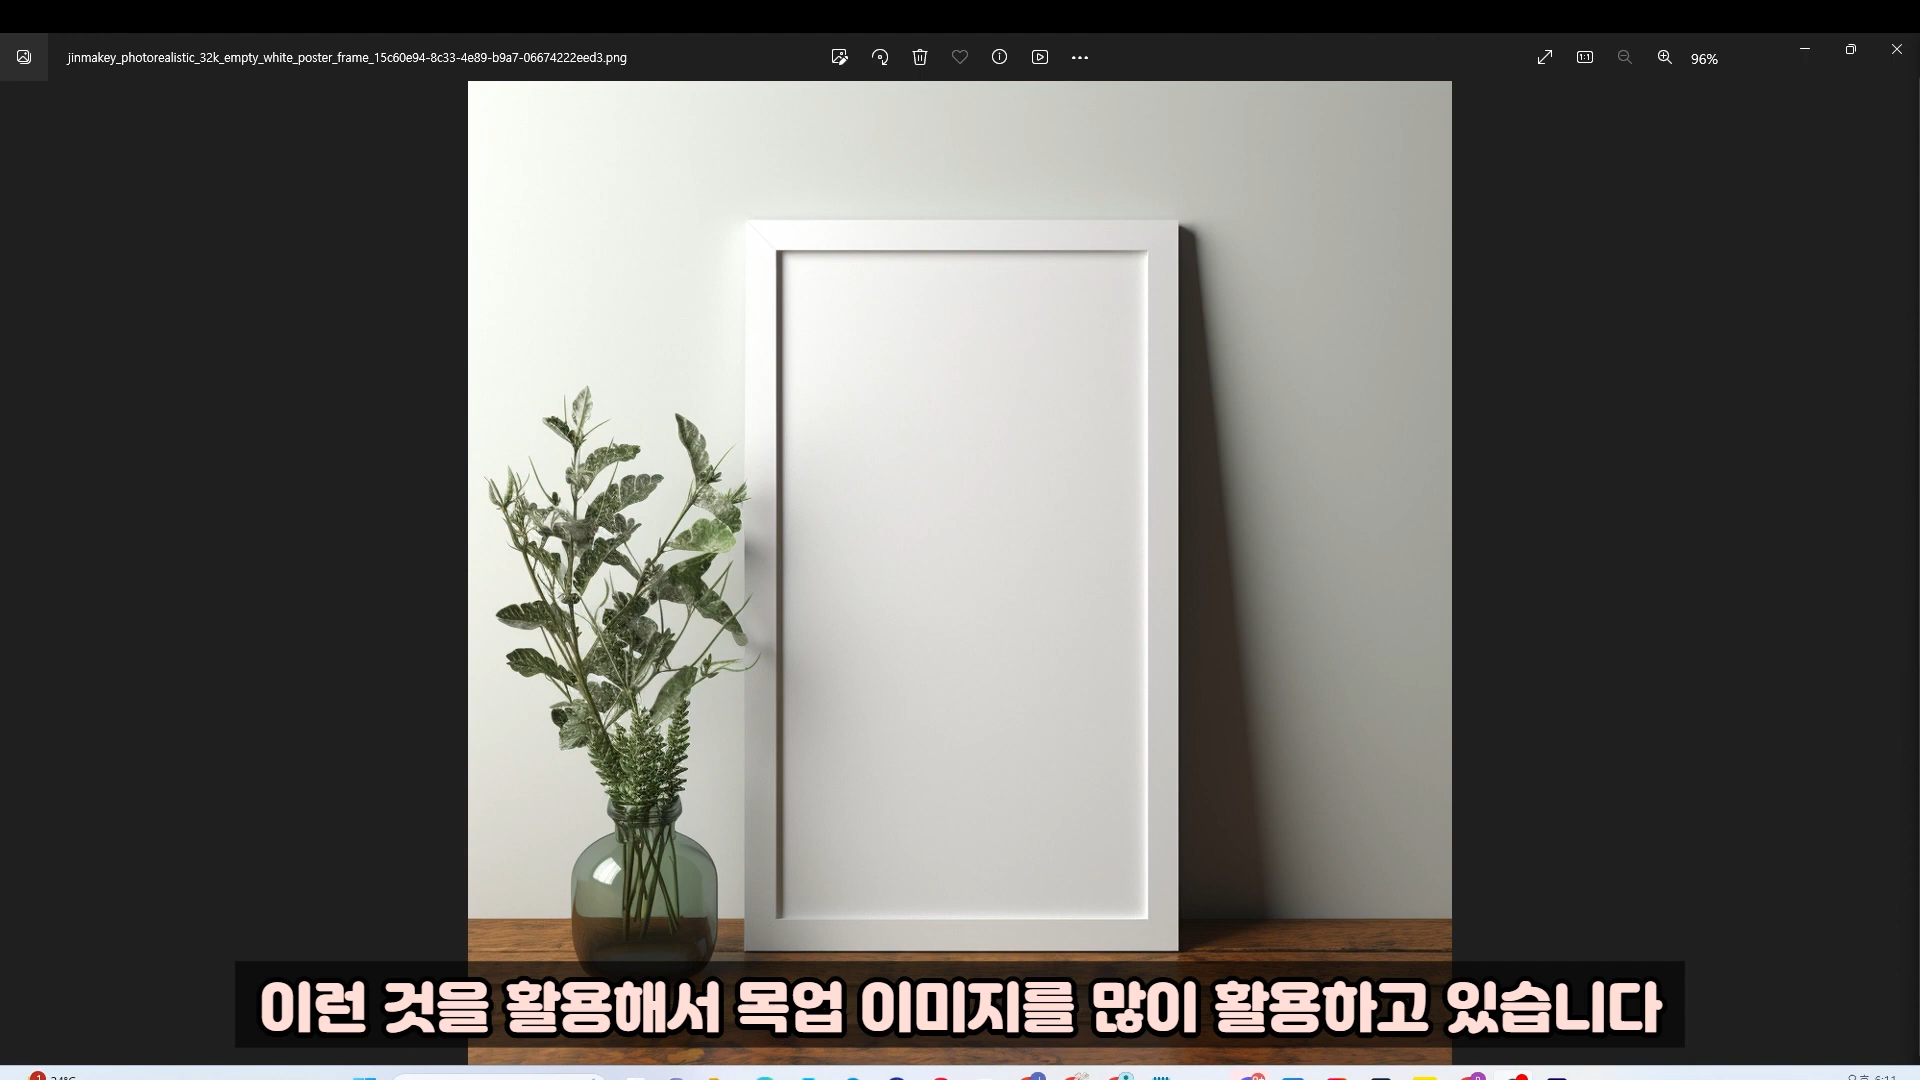 jinmakey_photorealistic_32k_empty_white_poster_frame_15c60e94-8c33-4e89-b9a7-06674222eed3.png
96%
이런 것을 활용해서 목업 이미지를 많이 활용하고 있습니다